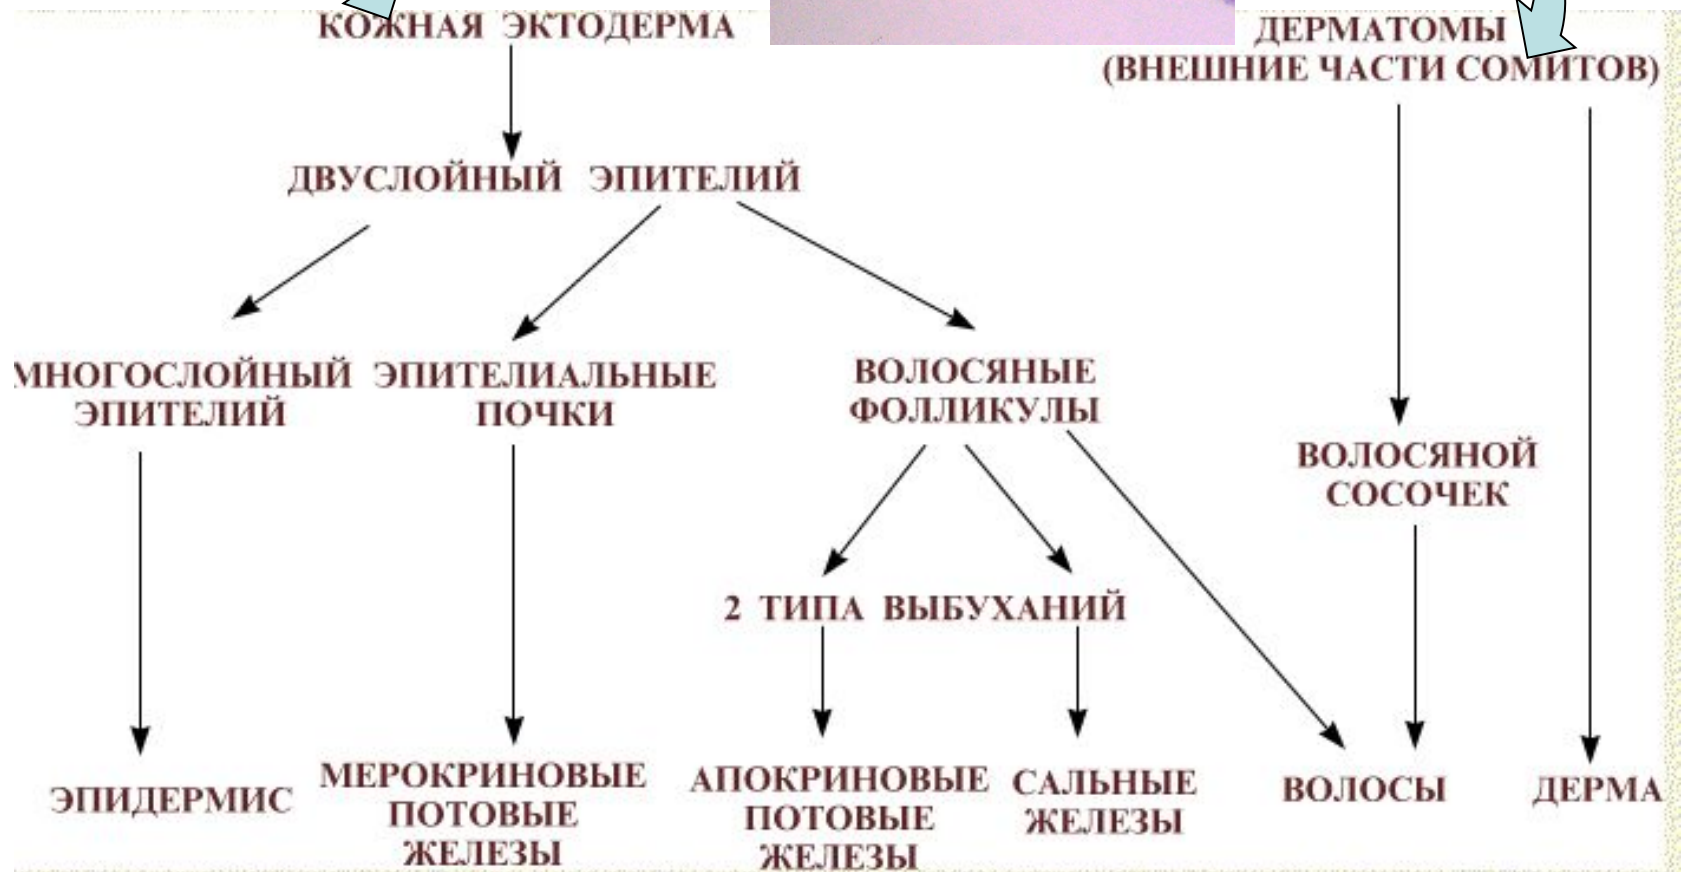 КОЖНАЯ ЭКТОДЕРМА
ДЕРМАТОМЫ
(ВНЕШНИЕ ЧАСТИ СОМИТОВ)
ДВУСЛОЙНЫЙ ЭПИТЕЛИЙ
МНОГОСЛОЙНЫЙ
ЭПИТЕЛИЙ
ЭПИТЕЛИАЛЬНЫЕ
ПОЧКИ
ВОЛОСЯНЫЕ
ФОЛЛИКУЛЫ
ВОЛОСЯНОЙ
СОСОЧЕК
2 ТИПА ВЫБУХАНИЙ
ЭПИДЕРМИС
МЕРОКРИНОВЫЕ
ПОТОВЫЕ
ЖЕЛЕЗЫ
АПОКРИНОВЫЕ
ПОТОВЫЕ
ЖЕЛЕЗЫ
САЛЬНЫЕ
ЖЕЛЕЗЫ
ВОЛОСЫ
ДЕРМА